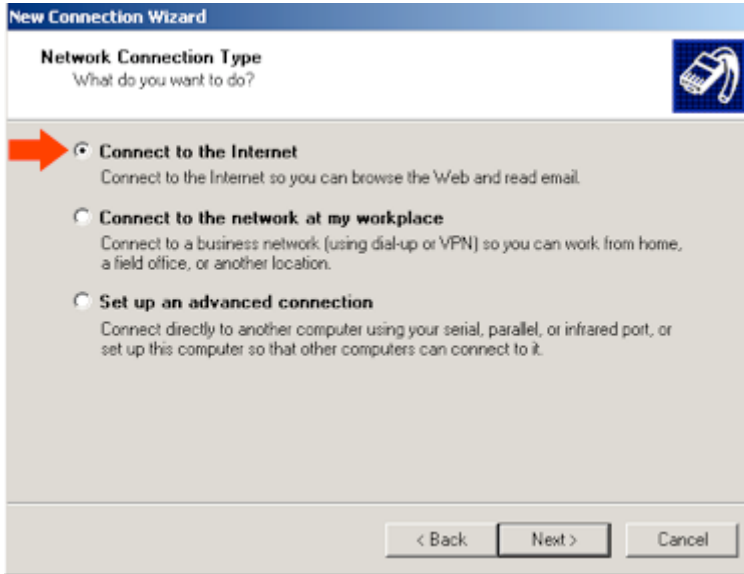 New Connection Wizard
Network Connection Type
What do you want to do?
Connect to the Internet
Connect to the Internet so you can browse the Web and read email.
Connect to the network at my workplace
Connect to a business network (using dial-up or VPN) so you can work from home,
a field office, or another location.
Set up an advanced connection
Connect directly to another computer using your serial, parallel, or infrared port, or
set up this computer so that other computers can connect to it.
< Back
Next >
Cancel